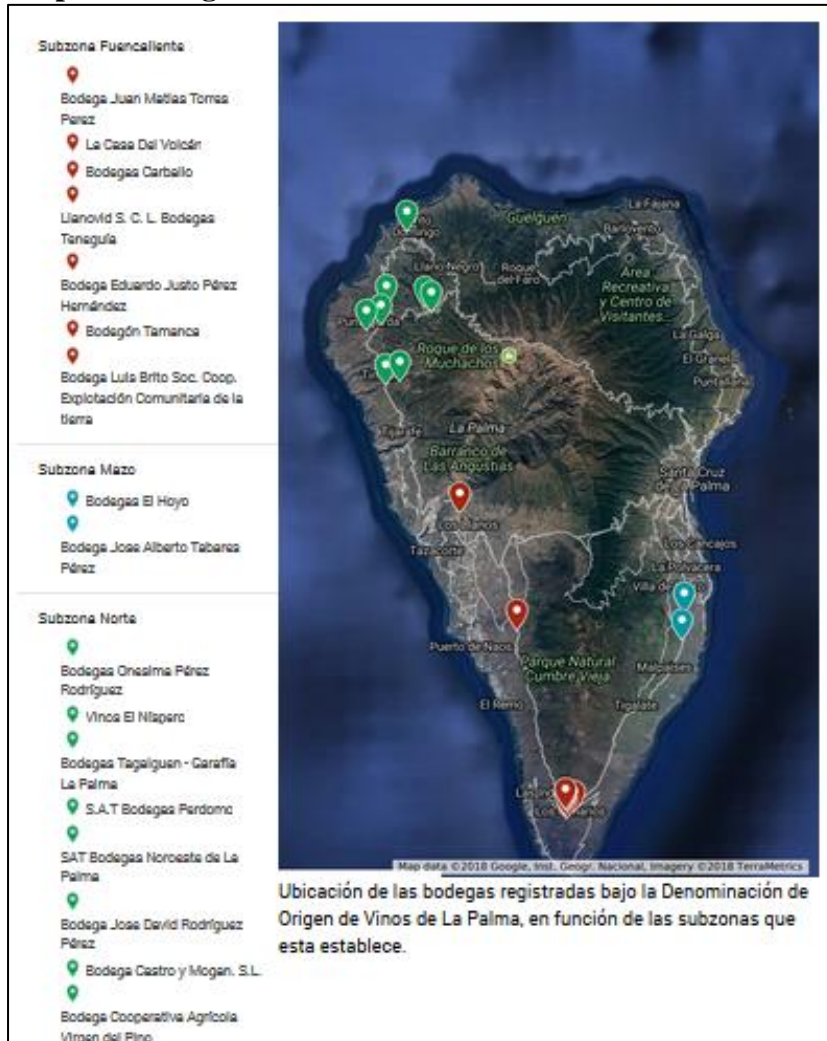 Subzona Fuencaliente
Bodega Juan Matías Torres
Perez
La Casa Del Volcán
Bodegas Carballo
Llanovid S. C. L. Bodegas
Teneguía
Bodega Eduardo Justo Pérez
Hernández
Bodegón Tamanca
Bodega Luis Brito Soc. Coop.
Explotación Comunitaria de la
tierra
Subzona Mazo
Bodegas El Hoyo
Bodega Jose Alberto Tabares
Pérez
Subzona Norte
Bodegas Onesima Pérez
Rodríguez
Vinos El Níspero
Bodegas Tagalguen - Garafía
La Palma
S.A.T Bodegas Perdomo
SAT Bodegas Noroeste de La
Palma
Bodega Jose David Rodríguez
Pérez
Bodega Castro y Mogan. S.L.
Bodega Cooperativa Agrícola
Virgen del Pino
La Fajana
Güelguen
Barlovento
Llano Negro
Roque
del Faro
Área
Recreativa
y Centro de
Visitantes...
La Galga
El Granel
Puntallana
Roque de los
Muchachos
Tijarafe
La Palma
Barranco de
Las Angustias
Santa Cruz
de La Palma
Los Llanos
Tazacorte
Los Cancajos
La Polvacera
Villa de
Puerto de Naos
Parque Natural
Cumbre Vieja
Malpaíses
El Remo
Tigalate
Map data ©2018 Google, Inst. Geogr. Nacional, Imagery ©2018 TerraMetrics
Ubicación de las bodegas registradas bajo la Denominación de
Origen de Vinos de La Palma, en función de las subzonas que
esta establece.